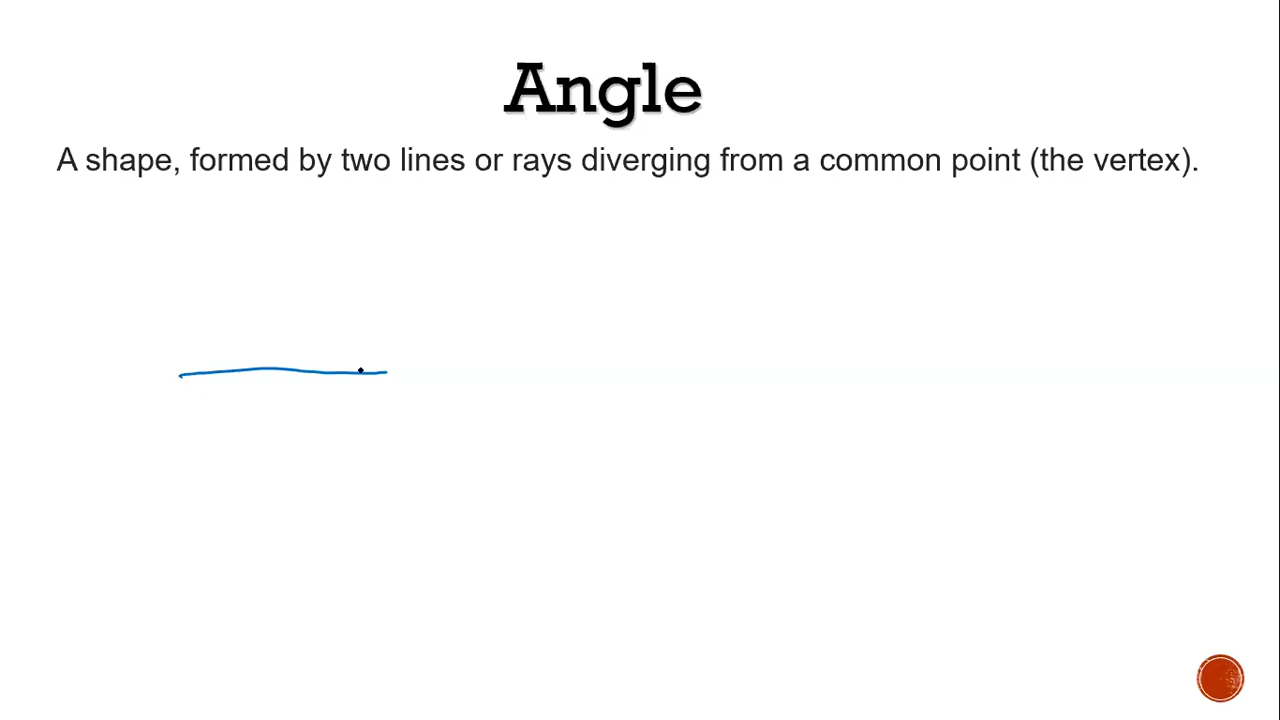 Angle
A shape, formed by two lines or rays diverging from a common point (the vertex).